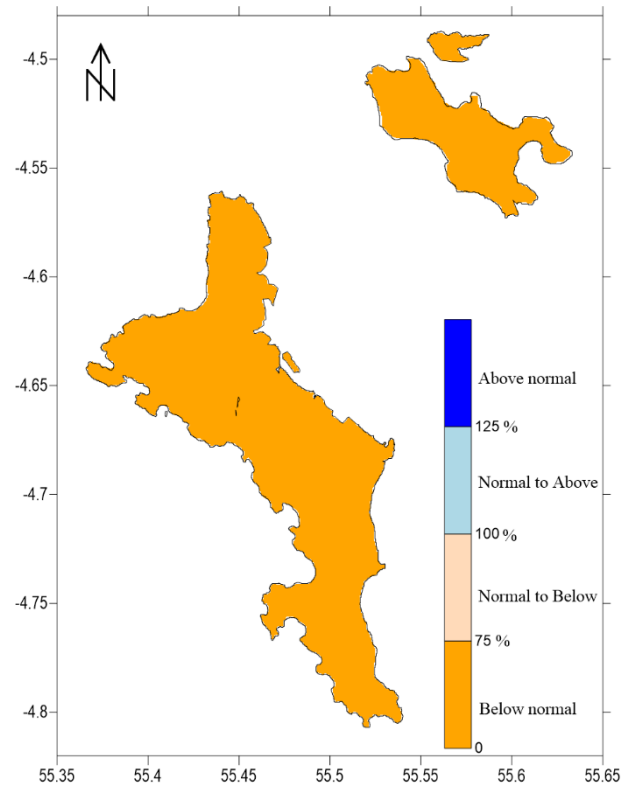 N
-4.5
-4.55
-4.6
-4.65
-4.7
-4.75
-4.8
Above normal
125 %
Normal to Above
100 %
Normal to Below
75 %
Below normal
0
55.35 55.4 55.45 55.5 55.55 55.6 55.65